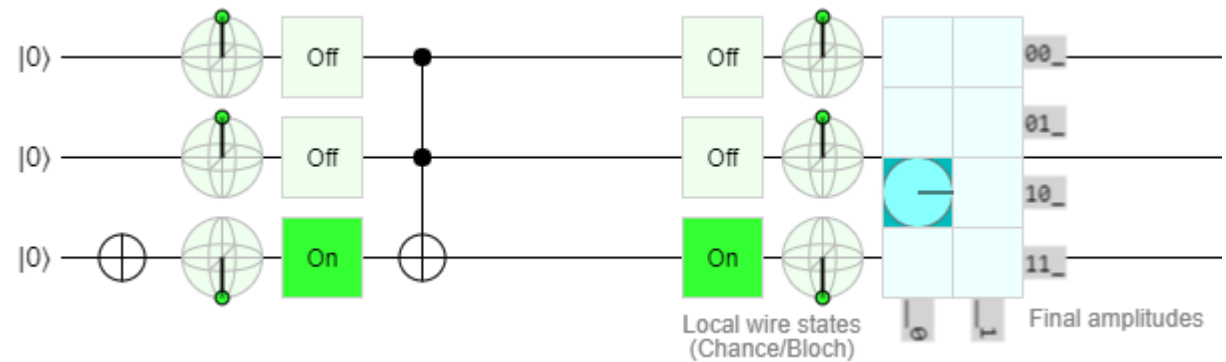 |0⟩ Off Off 00_
01_
|0⟩ Off Off
10_
|0⟩ On On 11_
_0 _1
Local wire states Final amplitudes
(Chance/Bloch)